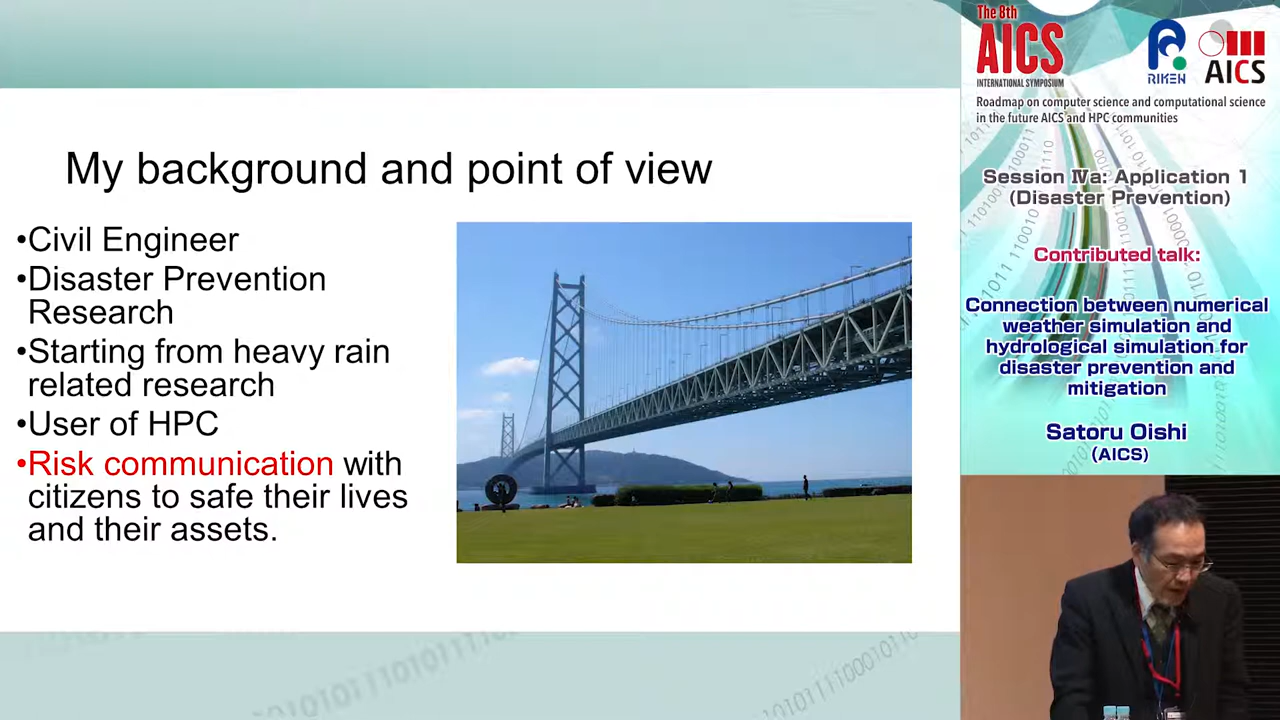 My background and point of view
•Civil Engineer
•Disaster Prevention
Research
•Starting from heavy rain
related research
•User of HPC
•Risk communication with
citizens to safe their lives
and their assets.
The 8th
AICS
INTERNATIONAL SYMPOSIUM
RIKEN
AICS
Roadmap on computer science and computational science
in the future AICS and HPC communities
Session Ⅳa: Application 1
(Disaster Prevention)
Contributed talk:
Connection between numerical
weather simulation and
hydrological simulation for
disaster prevention and
mitigation
Satoru Oishi
(AICS)